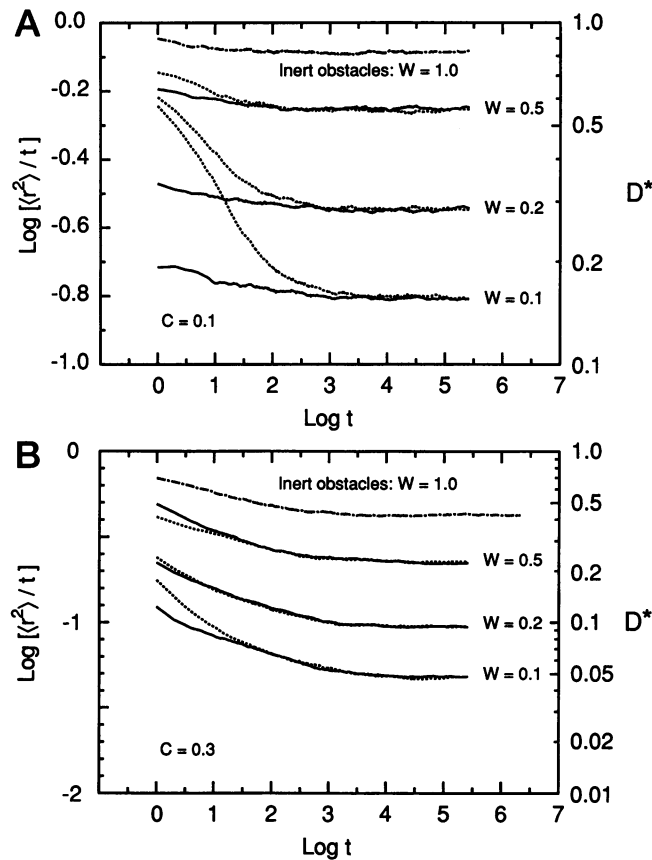 A
0.0
1.0
Inert obstacles: W = 1.0
-0.2
W = 0.5
0.5
-0.4
Log [⟨r²⟩ / t]
W = 0.2
D*
-0.6
0.2
-0.8
W = 0.1
C = 0.1
-1.0
0.1
0 1 2 3 4 5 6 7
Log t
B
0
1.0
Inert obstacles: W = 1.0
0.5
W = 0.5
0.2
Log [⟨r²⟩ / t]
-1
W = 0.2
0.1
D*
W = 0.1
0.05
0.02
C = 0.3
-2
0.01
0 1 2 3 4 5 6 7
Log t